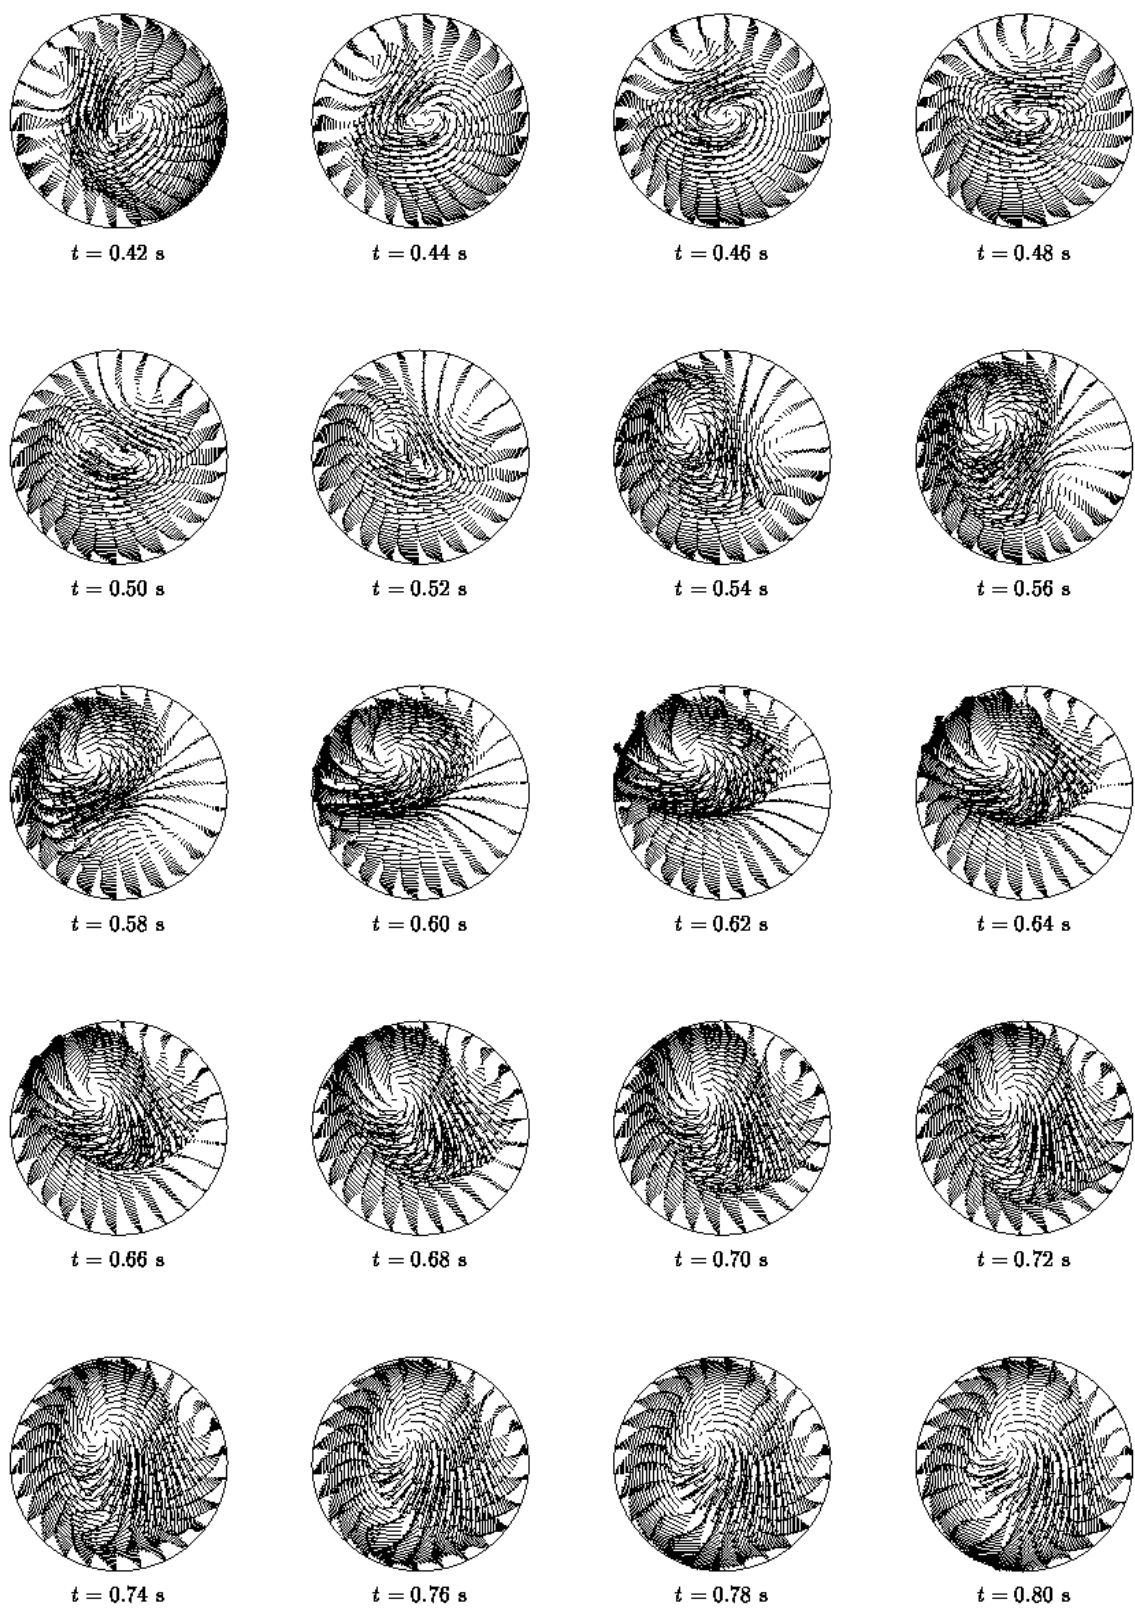 t = 0.42 s t = 0.44 s t = 0.46 s t = 0.48 s
t = 0.50 s t = 0.52 s t = 0.54 s t = 0.56 s
t = 0.58 s t = 0.60 s t = 0.62 s t = 0.64 s
t = 0.66 s t = 0.68 s t = 0.70 s t = 0.72 s
t = 0.74 s t = 0.76 s t = 0.78 s t = 0.80 s